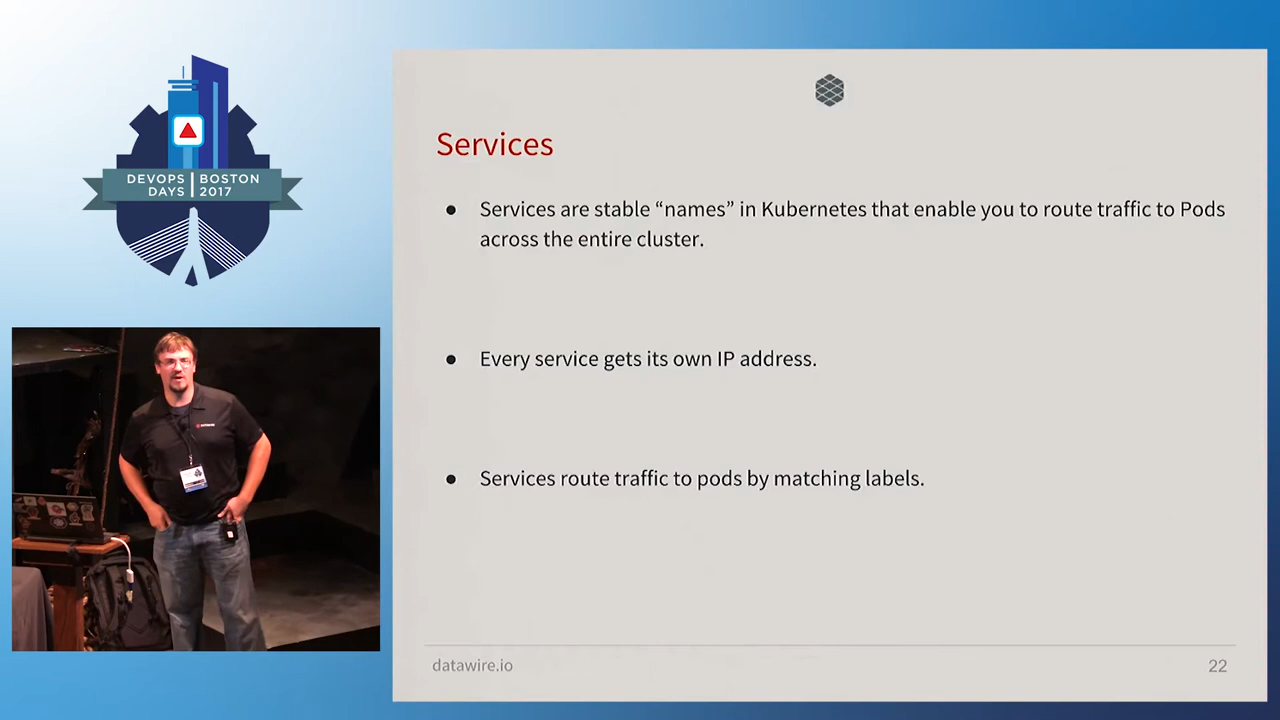 DEVOPS BOSTON
DAYS 2017
Services
● Services are stable “names” in Kubernetes that enable you to route traffic to Pods
across the entire cluster.
● Every service gets its own IP address.
● Services route traffic to pods by matching labels.
datawire.io
22